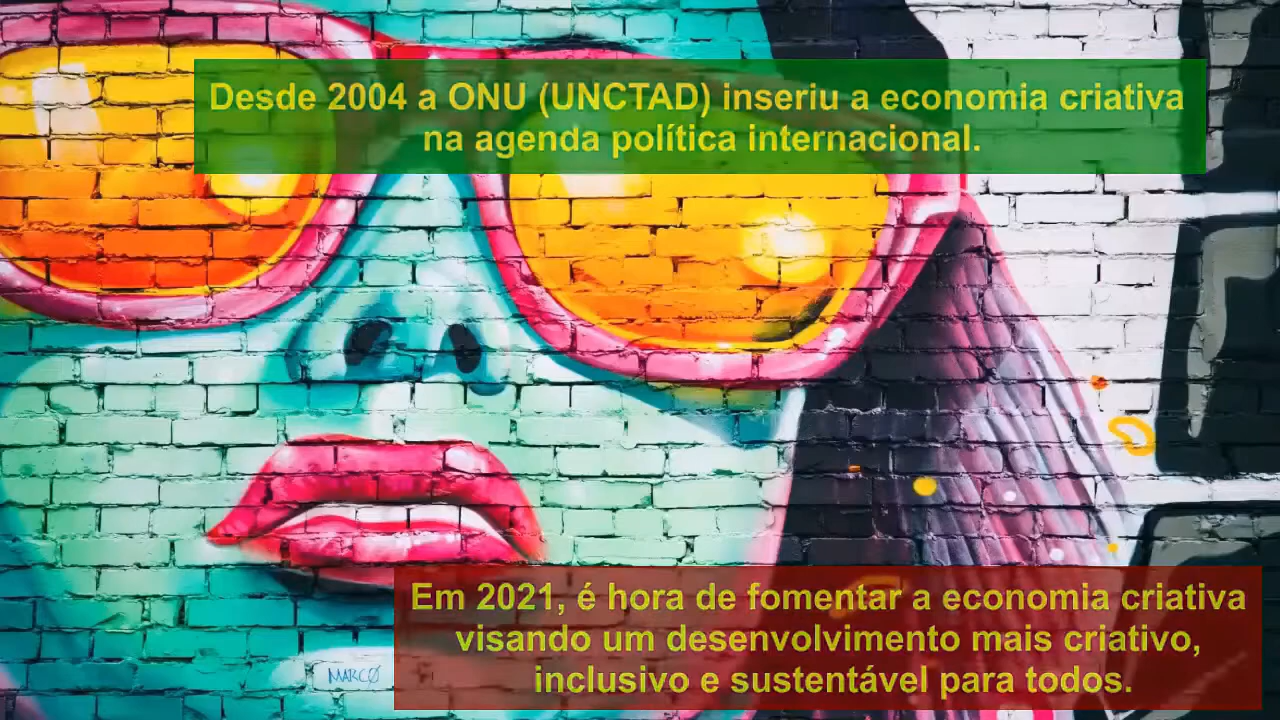 Desde 2004 a ONU (UNCTAD) inseriu a economia criativa
na agenda política internacional.
Em 2021, é hora de fomentar a economia criativa
visando um desenvolvimento mais criativo,
inclusivo e sustentável para todos.
MARCØ